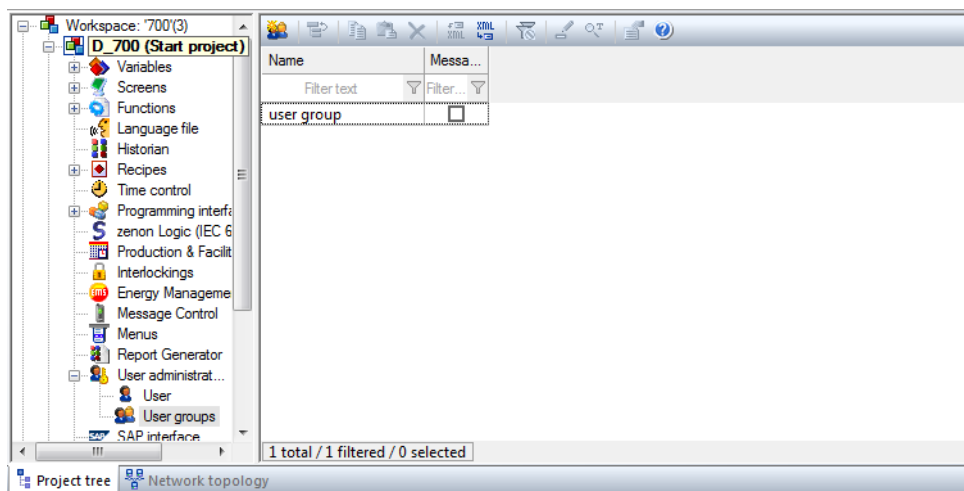 Workspace: '700'(3)
D_700 (Start project)
Variables
Screens
Functions
Language file
Historian
Recipes
Time control
Programming interfa
zenon Logic (IEC 6
Production & Facilit
Interlockings
Energy Manageme
Message Control
Menus
Report Generator
User administrat...
User
User groups
SAP interface
Project tree
Network topology
XML
XML
Name
Messa...
Filter text
Filter...
user group
1 total / 1 filtered / 0 selected